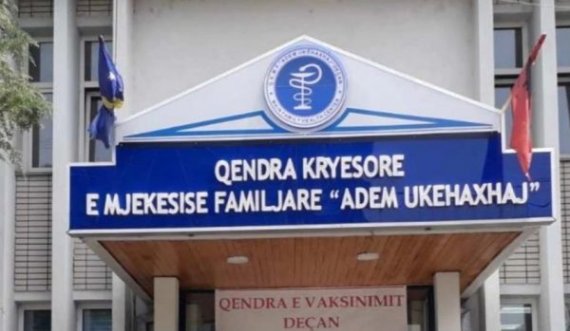 QENDRA KRYESORE
E MJEKESISE FAMILJARE "ADEM UKEHAXHAJ"
QENDRA E VAKSINIMIT
DEÇAN